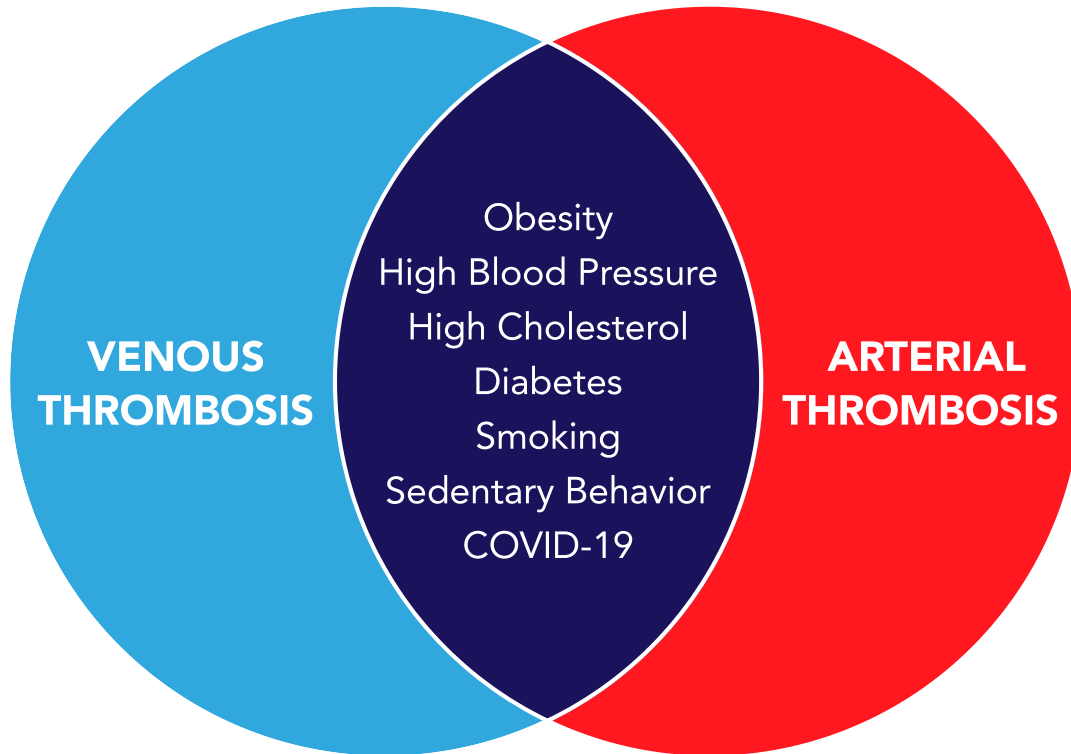 VENOUS
THROMBOSIS
Obesity
High Blood Pressure
High Cholesterol
Diabetes
Smoking
Sedentary Behavior
COVID-19
ARTERIAL
THROMBOSIS